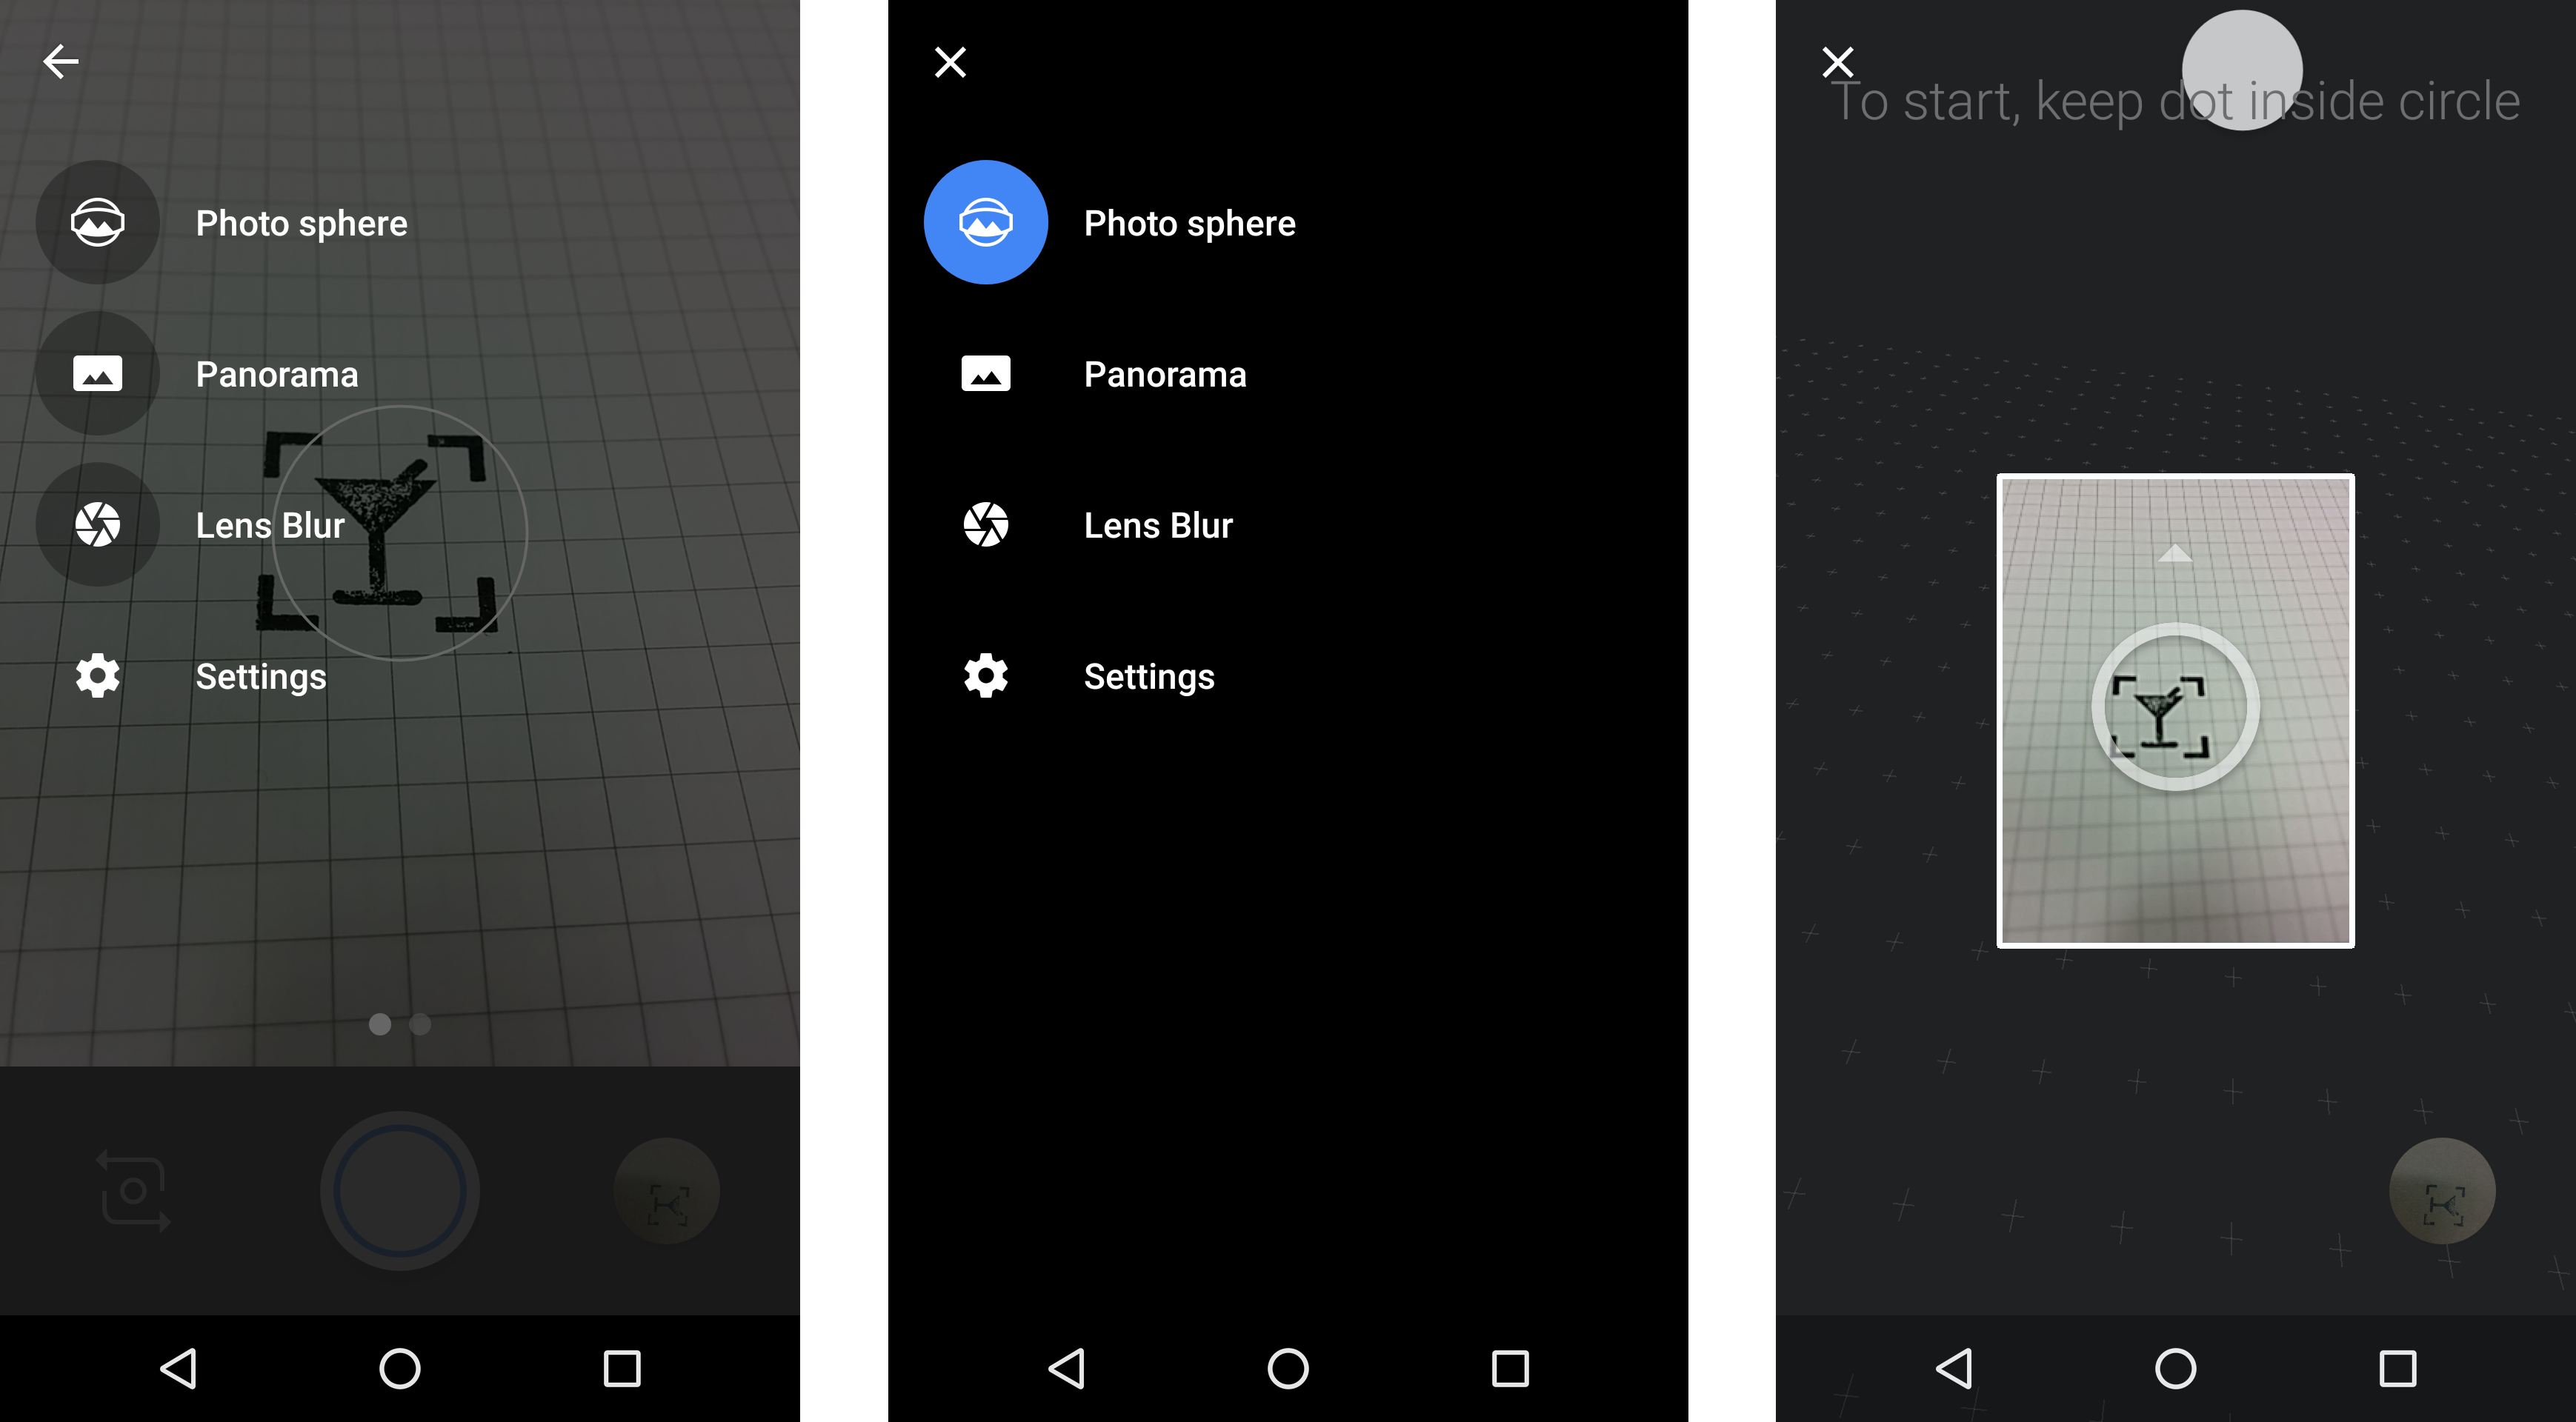 Photo sphere
Panorama
Lens Blur
Settings
Photo sphere
Panorama
Lens Blur
Settings
To start, keep dot inside circle